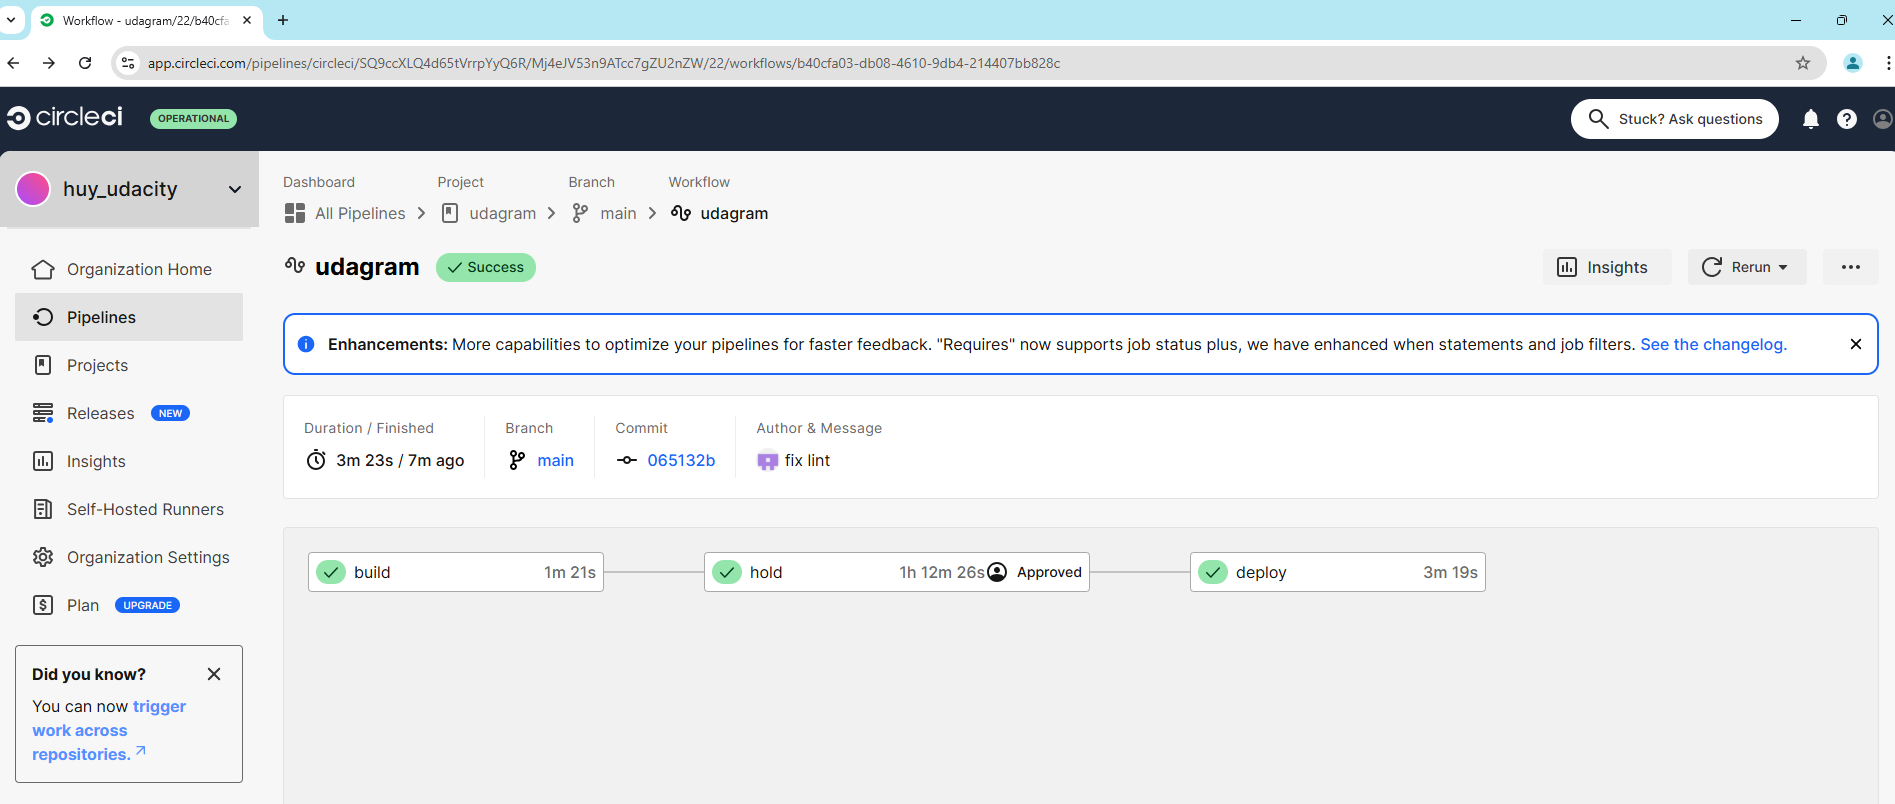 Workflow - udagram/22/b40cfa
app.circleci.com/pipelines/circleci/SQ9ccXLQ4d65tVrrpYyQ6R/Mj4eJV53n9ATcc7gZU2nZW/22/workflows/b40cfa03-db08-4610-9db4-214407bb828c
circleci OPERATIONAL Stuck? Ask questions
huy_udacity
Organization Home
Pipelines
Projects
Releases NEW
Insights
Self-Hosted Runners
Organization Settings
Plan UPGRADE
Did you know?
You can now trigger
work across
repositories.
Dashboard Project Branch Workflow
All Pipelines udagram main udagram
udagram Success Insights Rerun
Enhancements: More capabilities to optimize your pipelines for faster feedback. "Requires" now supports job status plus, we have enhanced when statements and job filters. See the changelog.
Duration / Finished Branch Commit Author & Message
3m 23s / 7m ago main 065132b fix lint
build 1m 21s hold 1h 12m 26s Approved deploy 3m 19s